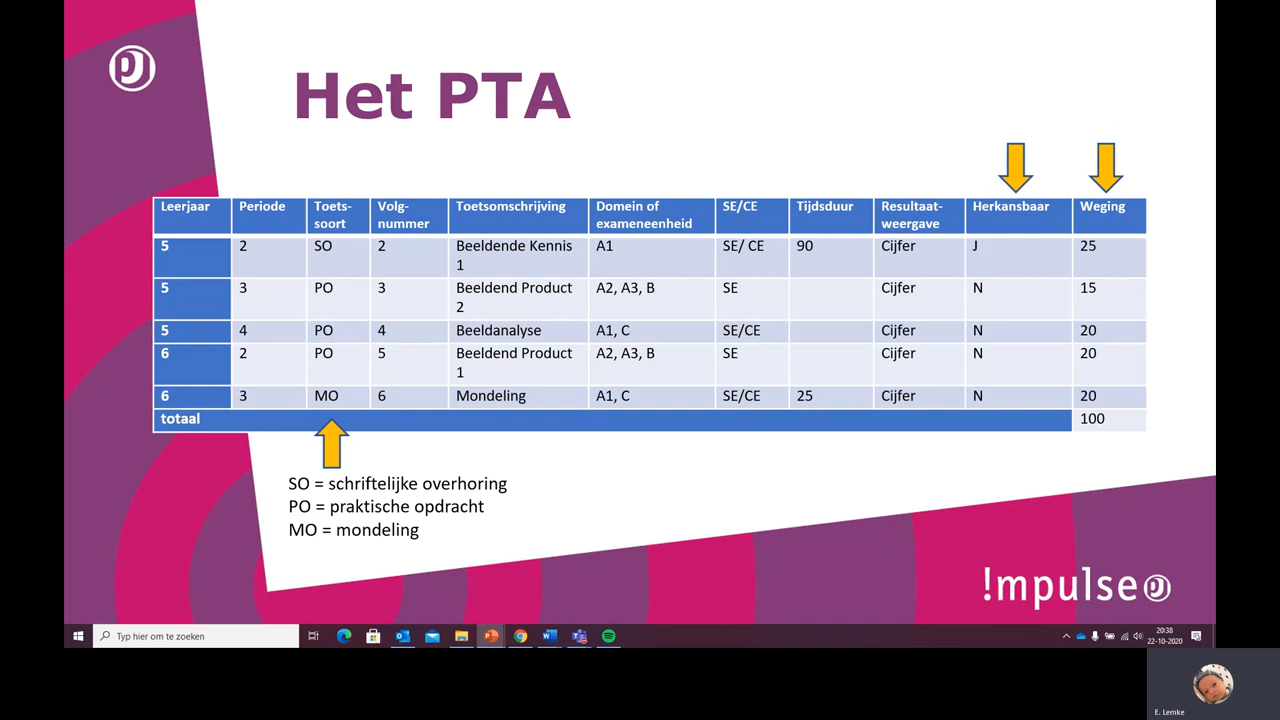 Het PTA
Leerjaar Periode Toets-soort Volg-nummer Toetsomschrijving Domein of exameneenheid SE/CE Tijdsduur Resultaat-weergave Herkansbaar Weging
5 2 SO 2 Beeldende Kennis 1 A1 SE/ CE 90 Cijfer J 25
5 3 PO 3 Beeldend Product 2 A2, A3, B SE Cijfer N 15
5 4 PO 4 Beeldanalyse A1, C SE/CE Cijfer N 20
6 2 PO 5 Beeldend Product 1 A2, A3, B SE Cijfer N 20
6 3 MO 6 Mondeling A1, C SE/CE 25 Cijfer N 20
totaal 100
SO = schriftelijke overhoring
PO = praktische opdracht
MO = mondeling
!mpulse
Typ hier om te zoeken
20:38
22-10-2020
E. Lemke